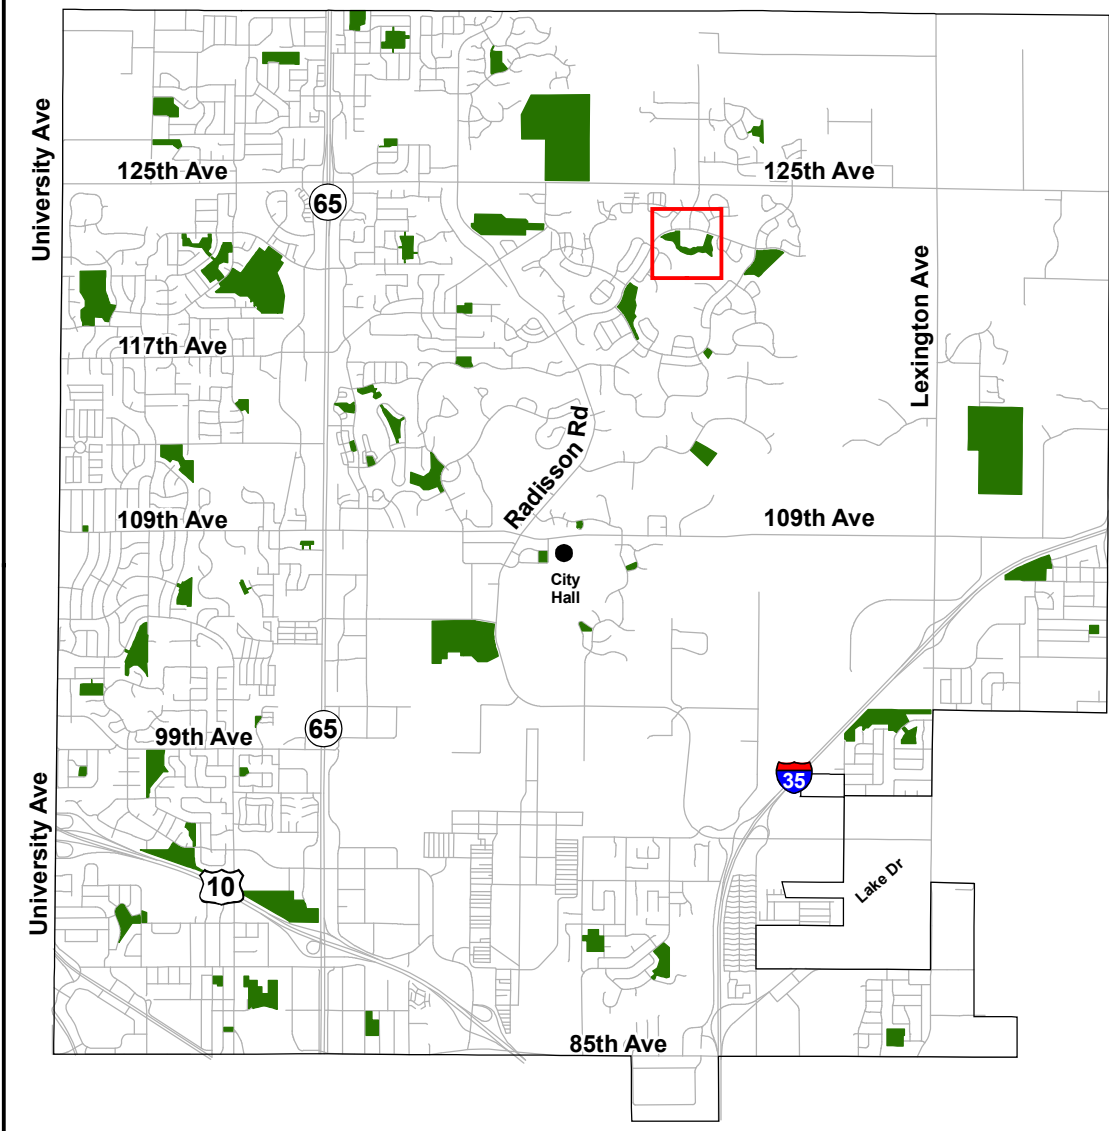 University Ave
125th Ave
125th Ave
65
Lexington Ave
117th Ave
Radisson Rd
109th Ave
109th Ave
City
Hall
99th Ave
65
35
University Ave
10
Lake Dr
85th Ave